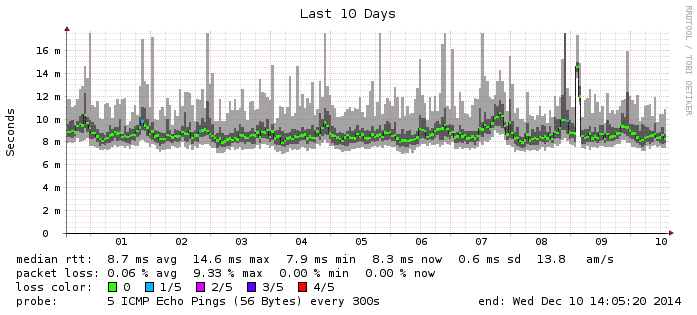 Last 10 Days
RRDTOOL / TOBI OETIKER
Seconds
16 m
14 m
12 m
10 m
8 m
6 m
4 m
2 m
0
01 02 03 04 05 06 07 08 09 10
median rtt: 8.7 ms avg 14.6 ms max 7.9 ms min 8.3 ms now 0.6 ms sd 13.8 am/s
packet loss: 0.06 % avg 9.33 % max 0.00 % min 0.00 % now
loss color: 0 1/5 2/5 3/5 4/5
probe: 5 ICMP Echo Pings (56 Bytes) every 300s end: Wed Dec 10 14:05:20 2014